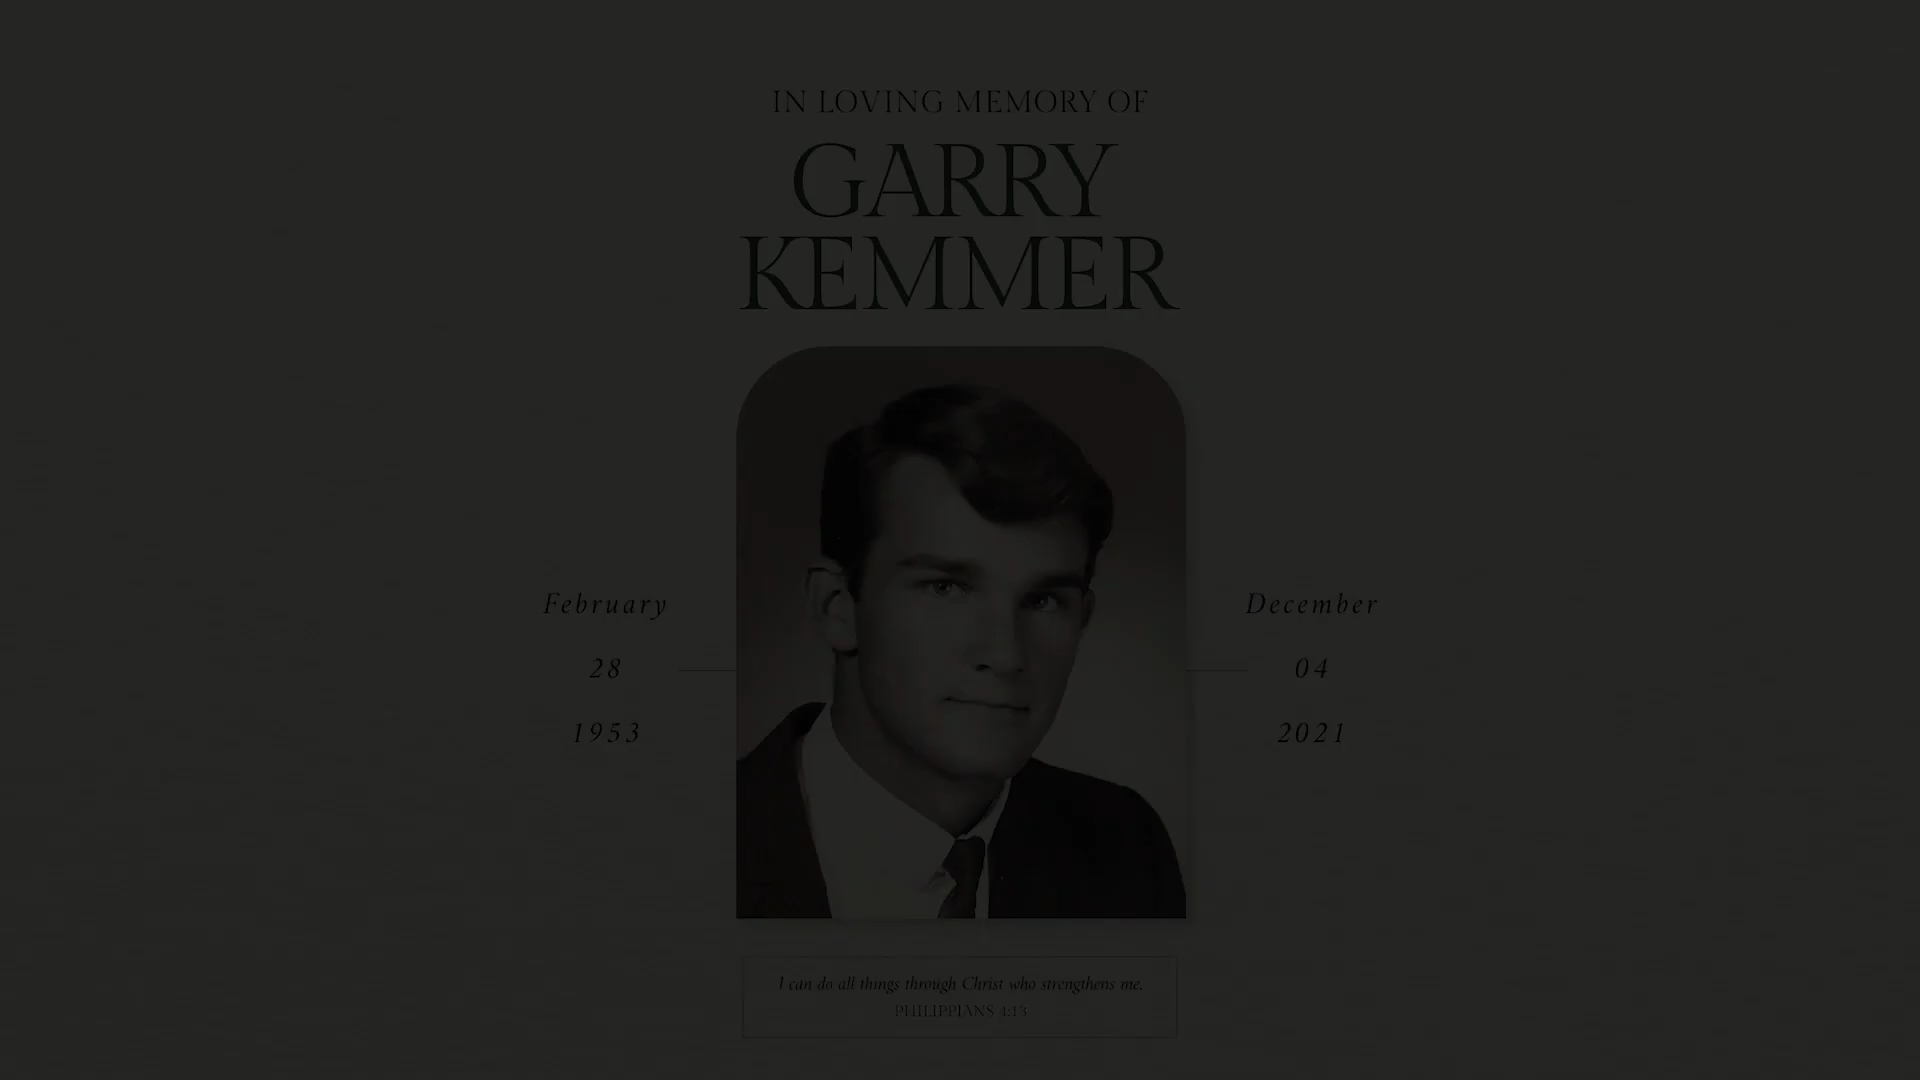 IN LOVING MEMORY OF
GARRY
KEMMER
February
28
1953
December
04
2021
I can do all things through Christ who strengthens me.
PHILIPPIANS 4:13